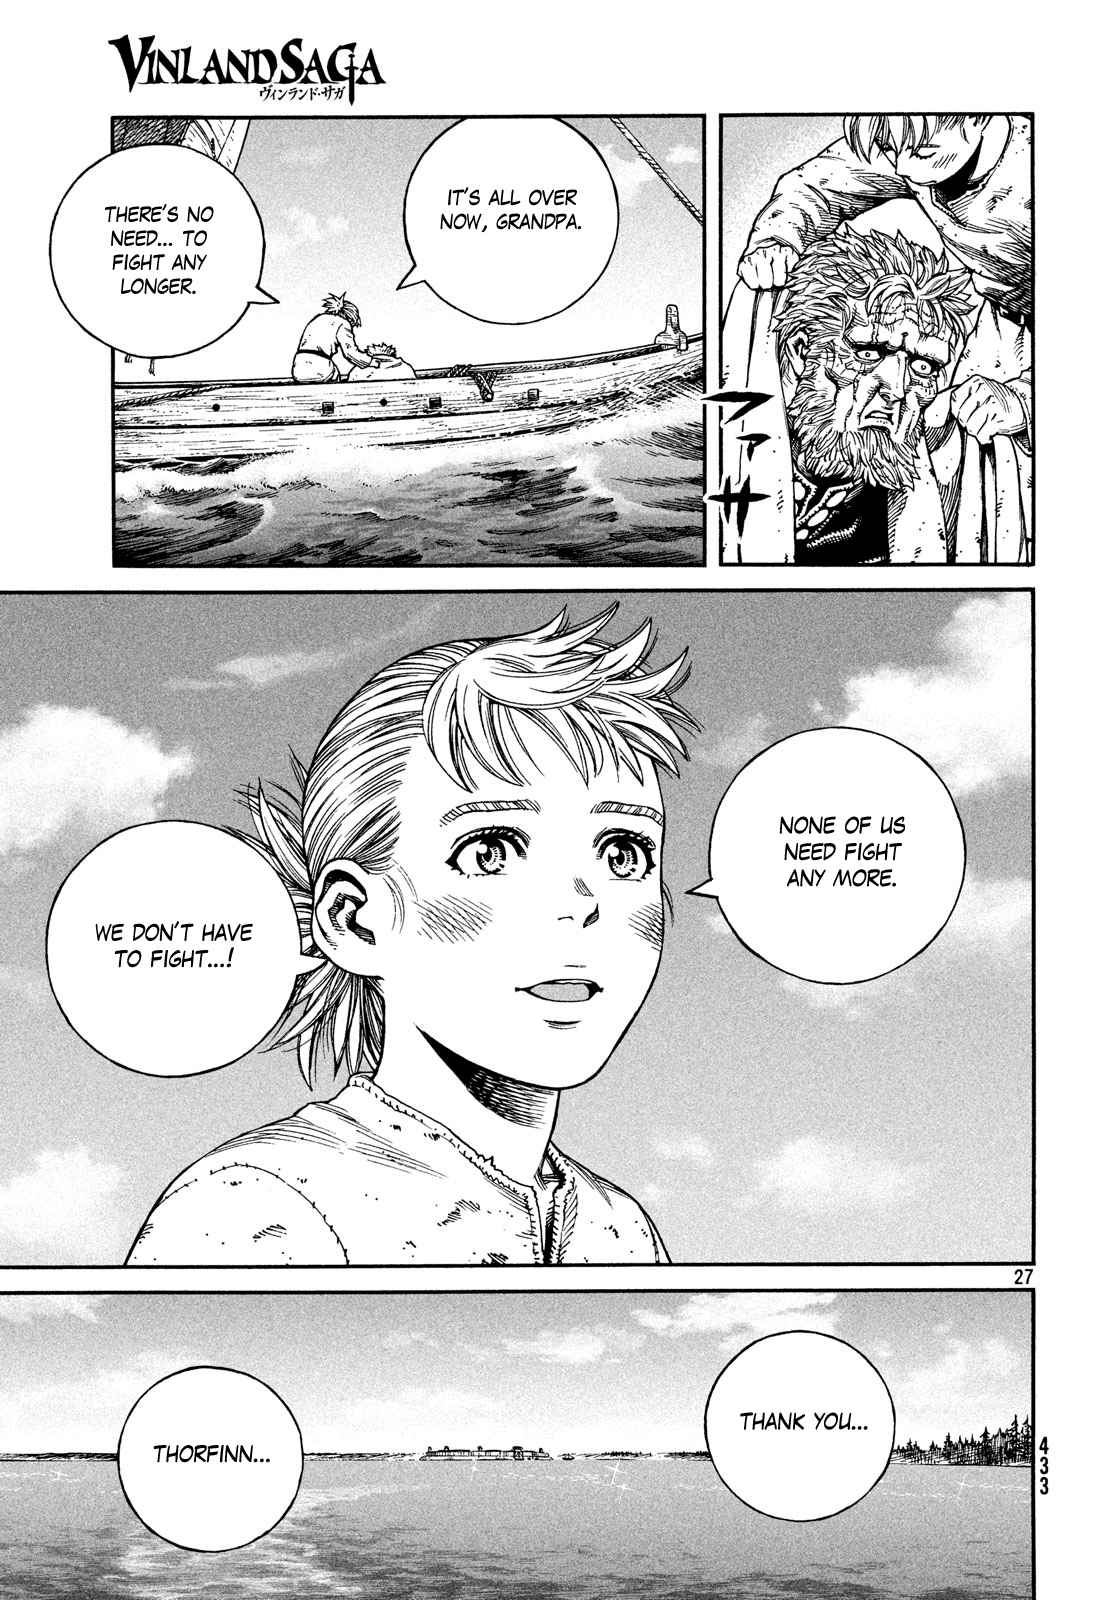 VINLAND SAGA
ヴィンランド・サガ
ファサ
IT'S ALL OVER
NOW, GRANDPA.
THERE'S NO
NEED... TO
FIGHT ANY
LONGER.
NONE OF US
NEED FIGHT
ANY MORE.
WE DON'T HAVE
TO FIGHT...!
27
THANK YOU...
THORFINN...
433